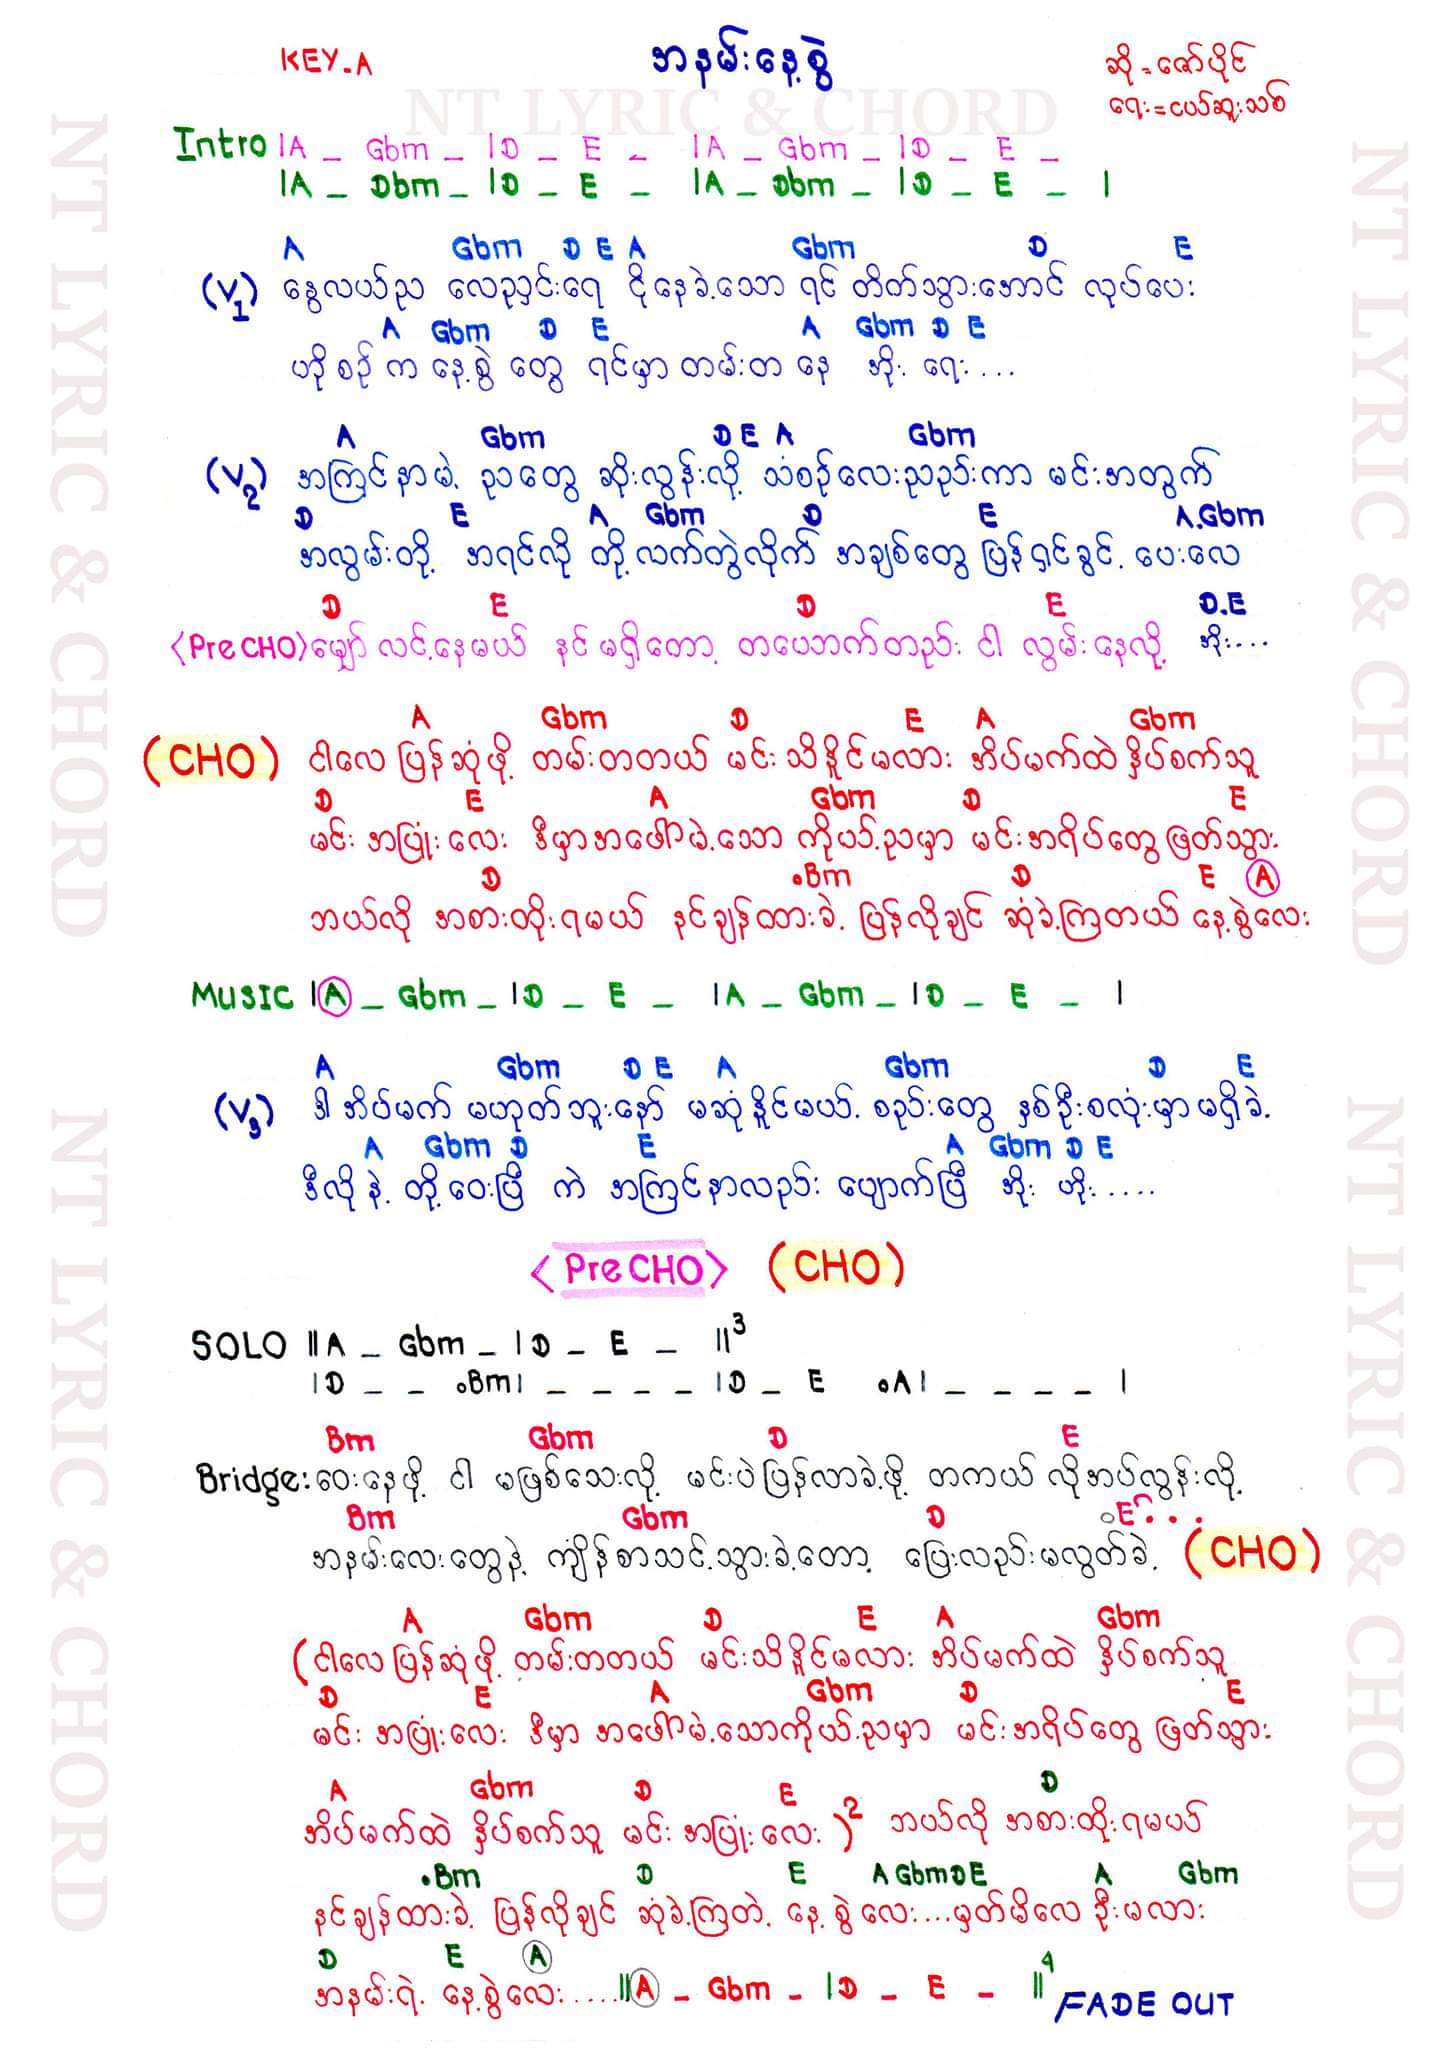 KEY-A
အနမ်းနေ့စွဲ
ဆို = ဇော်ပိုင်
ရေး = ငယ်ဆူးသစ်
NT LYRIC & CHORD
Intro |A _ Gbm _ |D _ E _ |A _ Gbm _ |D _ E _
|A _ Dbm _ |D _ E _ |A _ Dbm _ |D _ E _ |
A Gbm D E A Gbm D E
(V1) နွေလယ်ည လေညှင်းရေ ငိုနေခဲ့သော ရင် တိတ်သွားအောင် လုပ်ပေး
A Gbm D E A Gbm D E
ဟိုစဉ် က နေ့စွဲ တွေ ရင်မှာ တမ်းတ နေ အိုး ရေး ...
A Gbm D E A Gbm
(V2) အကြင်နာမဲ့ ညတွေ ဆိုးလွန်းလို့ သံစဉ်လေးညည်းကာ မင်းအတွက်
D E A Gbm D E A.Gbm
အလွမ်းတို့ အရင်လို တို့လက်တွဲလိုက် အချစ်တွေ ပြန်ရှင်ခွင့် ပေးလေ
D E D E D.E
<Pre CHO> မျှော်လင့်နေမယ် နင်မရှိတော့ တပေဘက်တည်း ငါ လွမ်းနေလို့ အိုး...
A Gbm D E A Gbm
(CHO) ငါလေ ပြန်ဆုံဖို့ တမ်းတတယ် မင်းသိနိူင်မလား အိပ်မက်ထဲ နှိပ်စက်သူ
D E A Gbm D E
မင်း အပြုံးလေး ဒီမှာအဖေါ်မဲ့သော ကိုယ့်ညမှာ မင်းအရိပ်တွေ ဖြတ်သွား
D .Bm D E A
ဘယ်လို အစားထိုးရမယ် နင်ချန်ထားခဲ့ ပြန်လိုချင် ဆုံခဲ့ကြတယ် နေ့စွဲလေး
MUSIC |A _ Gbm _ |D _ E _ |A _ Gbm _ |D _ E _ |
A Gbm D E A Gbm D E
(V3) ဒါအိပ်မက် မဟုတ်ဘူးနော် မဆုံနိူင်မယ့် စည်းတွေ နှစ်ဦးစလုံးမှာမရှိခဲ့
A Gbm D E A Gbm D E
ဒီလိုနဲ့ တို့ဝေးပြီ ကဲ အကြင်နာလည်း ပျောက်ပြီ အိုး ဟိုး .....
<Pre CHO> (CHO)
SOLO ||A _ Gbm _ |D _ E _ ||3
|D _ _ .Bm| _ _ _ _ |D _ E .A| _ _ _ _ |
Bm Gbm D E
Bridge: ဝေးနေဖို့ ငါ မဖြစ်သေးလို့ မင်းပဲပြန်လာခဲ့ဖို့ တကယ် လိုအပ်လွန်းလို့
Bm Gbm D .E...
အနမ်းလေးတွေနဲ့ ကျိန်စာသင့်သွားခဲ့တော့ ပြေးလည်းမလွတ်ခဲ့ (CHO)
A Gbm D E A Gbm
(ငါလေ ပြန်ဆုံဖို့ တမ်းတတယ် မင်းသိနိူင်မလား အိပ်မက်ထဲ နှိပ်စက်သူ
D E A Gbm D E
မင်း အပြုံးလေး ဒီမှာ အဖေါ်မဲ့သောကိုယ့်ညမှာ မင်းအရိပ်တွေ ဖြတ်သွား
A Gbm D E D
အိပ်မက်ထဲ နှိပ်စက်သူ မင်း အပြုံးလေး )2 ဘယ်လို အစားထိုးရမယ်
.Bm D E A Gbm D E A Gbm
နင်ချန်ထားခဲ့ ပြန်လိုချင် ဆုံခဲ့ကြတဲ့ နေ့ စွဲ လေး ... မှတ်မိလေ ဦးမလား
D E A
အနမ်းရဲ့ နေ့စွဲလေး ....||A _ Gbm _ |D _ E _ ||4
FADE OUT
NT LYRIC & CHORD
NT LYRIC & CHORD
NT LYRIC & CHORD
NT LYRIC & CHORD